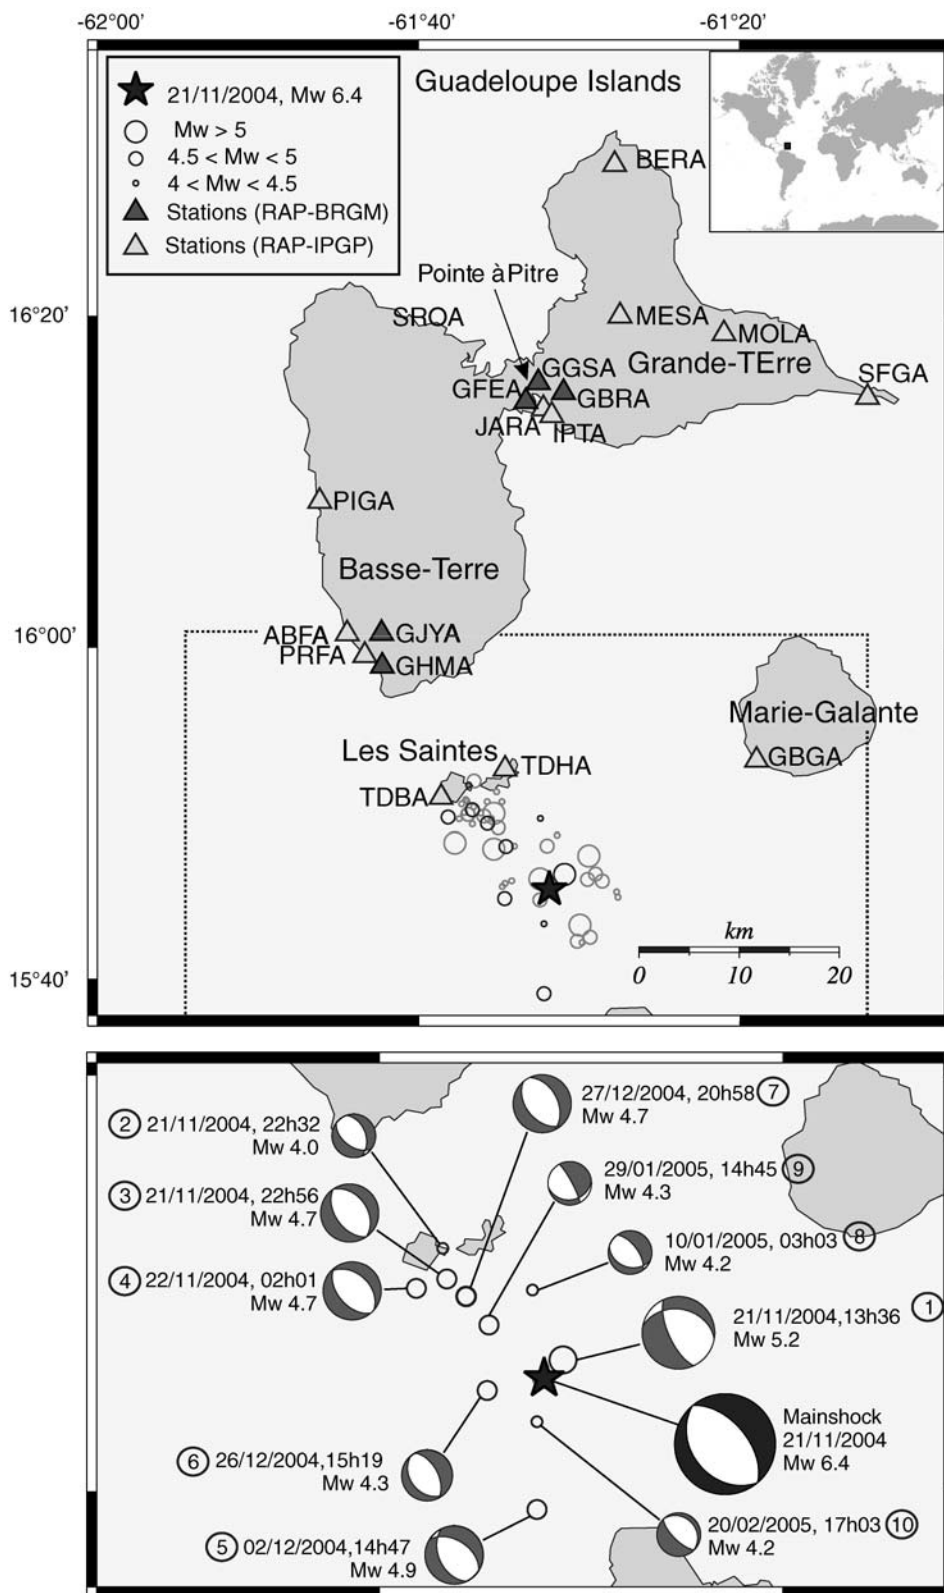 -62°00'
-61°40'
-61°20'
21/11/2004, Mw 6.4
Mw > 5
4.5 < Mw < 5
4 < Mw < 4.5
Stations (RAP-BRGM)
Stations (RAP-IPGP)
Guadeloupe Islands
BERA
Pointe à Pitre
16°20'
SROA
MESA
MOLA
Grande-TErre
GGSA
SFGA
GFEA
GBRA
JARA
IPTA
PIGA
Basse-Terre
16°00'
ABFA
GJYA
PRFA
GHMA
Marie-Galante
Les Saintes
TDHA
GBGA
TDBA
km
15°40'
0 10 20
27/12/2004, 20h58 7
Mw 4.7
2 21/11/2004, 22h32
Mw 4.0
29/01/2005, 14h45 9
Mw 4.3
3 21/11/2004, 22h56
Mw 4.7
10/01/2005, 03h03 8
Mw 4.2
4 22/11/2004, 02h01
Mw 4.7
21/11/2004,13h36 1
Mw 5.2
Mainshock
21/11/2004
Mw 6.4
6 26/12/2004,15h19
Mw 4.3
20/02/2005, 17h03 10
Mw 4.2
5 02/12/2004,14h47
Mw 4.9